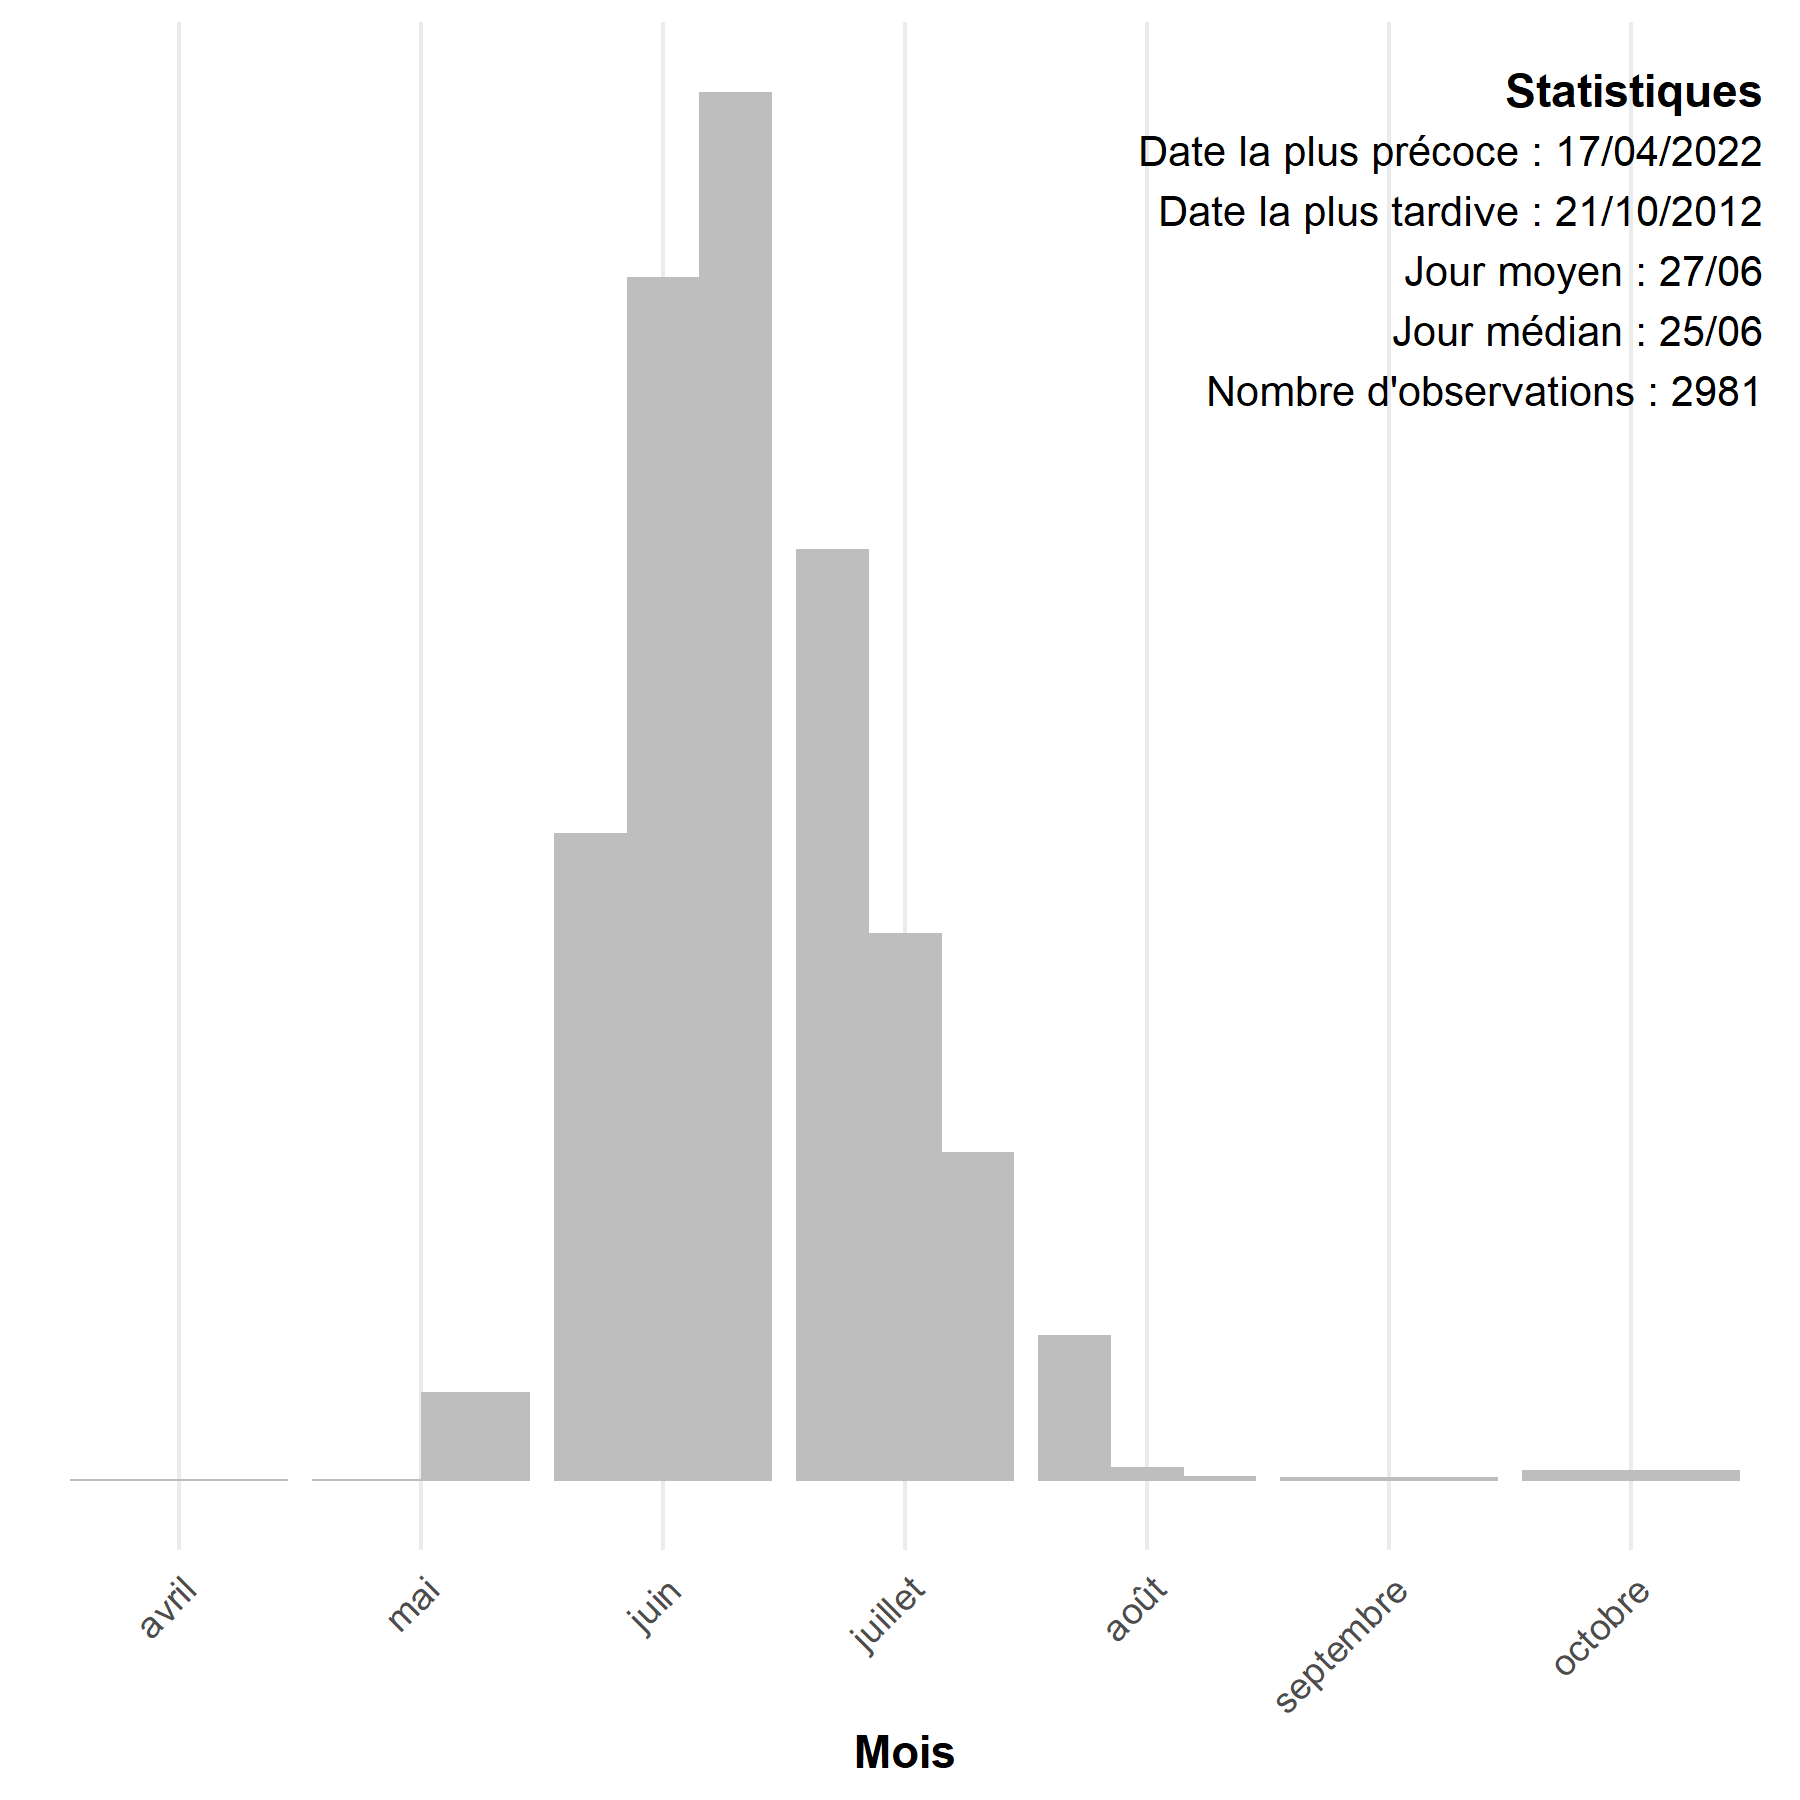 Statistiques
Date la plus précoce : 17/04/2022
Date la plus tardive : 21/10/2012
Jour moyen : 27/06
Jour médian : 25/06
Nombre d'observations : 2981
avril
mai
juin
juillet
août
septembre
octobre
Mois